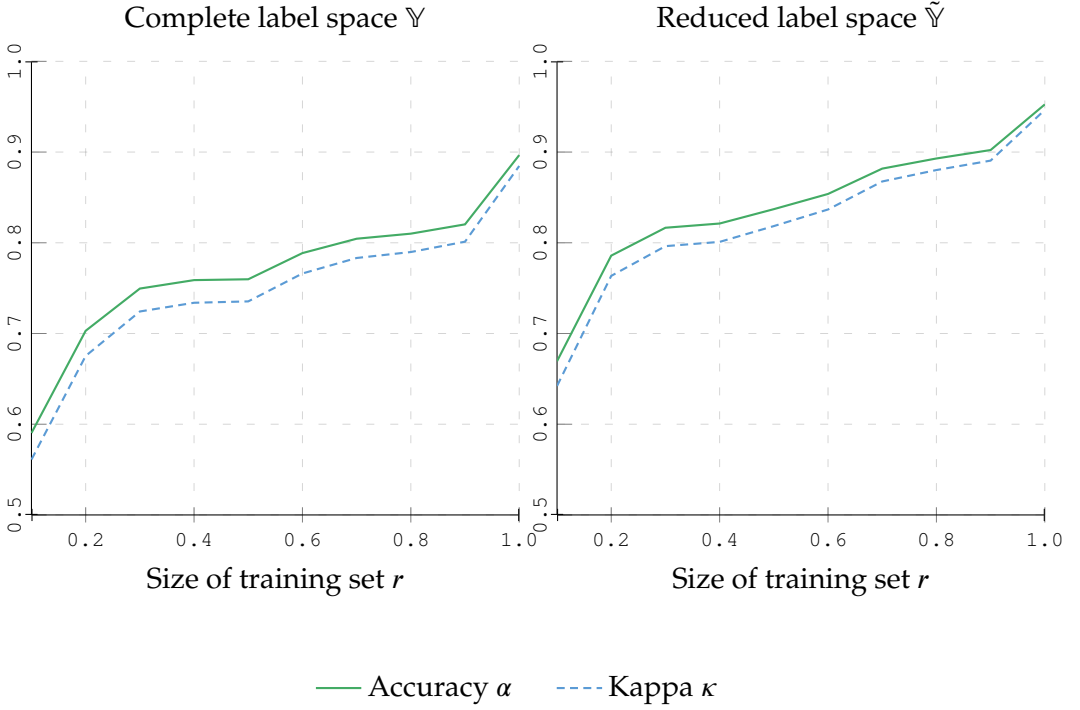 Complete label space 𝕐
1.0
0.9
0.8
0.7
0.6
0.5
0.2 0.4 0.6 0.8 1.0
Size of training set r
Reduced label space 𝕐̃
1.0
0.9
0.8
0.7
0.6
0.5
0.2 0.4 0.6 0.8 1.0
Size of training set r
Accuracy α Kappa κ